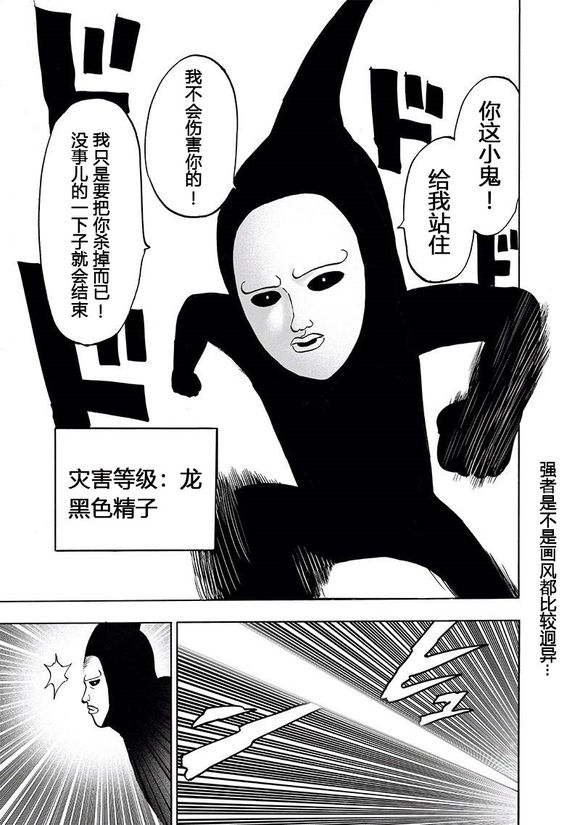 你这小鬼！
给我站住
我不会伤害你的！
我只是要把你杀掉而已！
没事儿的一下子就会结束
ドドド
ドドド
灾害等级：龙
黑色精子
强者是不是画风都比较迥异…